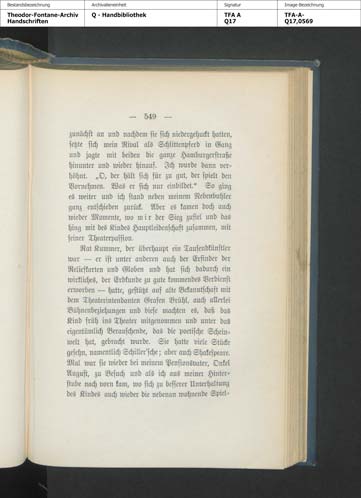 Bestandsbezeichnung
Archivalieneinheit
Signatur
Image-Bezeichnung
Theodor-Fontane-Archiv
Handschriften
Q - Handbibliothek
TFA A
Q17
TFA-A-
Q17,0569
— 549 —
zunächst an und nachdem sie sich niedergehuckt hatten,
setzte sich mein Rival als Schlittenpferd in Gang
und jagte mit beiden die ganze Hamburgerstraße
hinunter und wieder hinauf. Ich wurde dann ver-
höhnt. „O, der hält sich für zu gut, der spielt den
Vornehmen. Was er sich nur einbildet.“ So ging
es weiter und ich stand neben meinem Nebenbuhler
ganz entschieden zurück. Aber es kamen doch auch
wieder Momente, wo mir der Sieg zufiel und das
hing mit des Kindes Hauptleidenschaft zusammen, mit
seiner Theaterpassion.
Rat Kummer, der überhaupt ein Tausendkünstler
war — er ist unter anderen auch der Erfinder der
Reliefkarten und Globen und hat sich dadurch ein
wirkliches, der Erdkunde zu gute kommendes Verdienst
erworben — hatte, gestützt auf alte Bekanntschaft mit
dem Theaterintendanten Grafen Brühl, auch allerlei
Bühnenbeziehungen und diese machten es, daß das
Kind früh ins Theater mitgenommen und unter das
eigentümlich Berauschende, das die poetische Schein-
welt hat, gebracht wurde. Sie hatte viele Stücke
gesehn, namentlich Schiller'sche; aber auch Shakespeare.
Mal war sie wieder bei meinem Pensionsvater, Onkel
August, zu Besuch und als ich aus meiner Hinter-
stube nach vorn kam, wo sich zu besserer Unterhaltung
des Kindes auch wieder die nebenan wohnende Spiel-